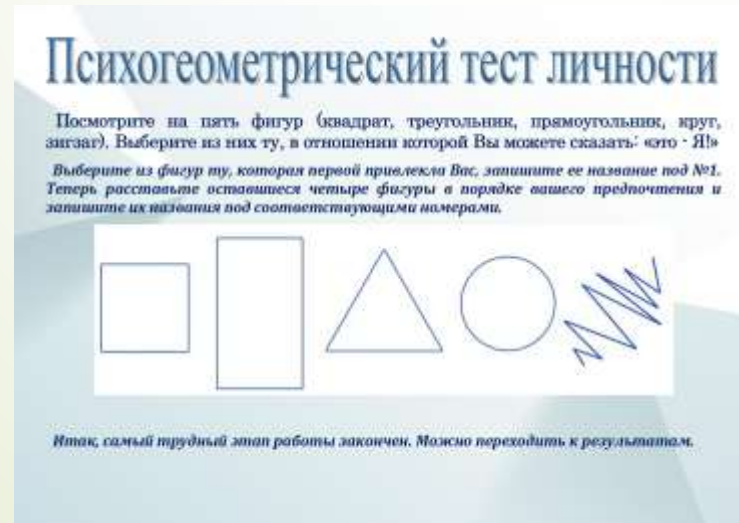 Психогеометрический тест личности
Посмотрите на пять фигур (квадрат, треугольник, прямоугольник, круг,
зигзаг). Выберите из них ту, в отношении которой Вы можете сказать: «это - Я!»
Выберите из фигур ту, которая первой привлекла Вас, запишите ее название под №1.
Теперь расставьте оставшиеся четыре фигуры в порядке вашего предпочтения и
запишите их названия под соответствующими номерами.
Итак, самый трудный этап работы закончен. Можно переходить к результатам.